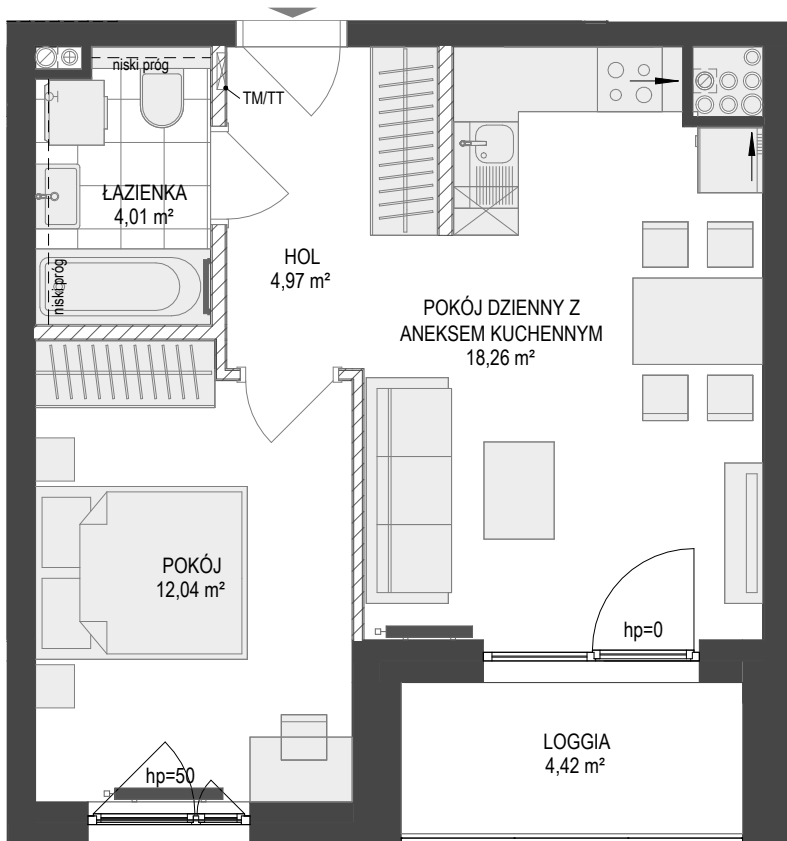 niski próg
TM/TT
ŁAZIENKA
4,01 m²
HOL
4,97 m²
niski próg
POKÓJ DZIENNY Z
ANEKSEM KUCHENNYM
18,26 m²
POKÓJ
12,04 m²
hp=0
LOGGIA
4,42 m²
hp=50